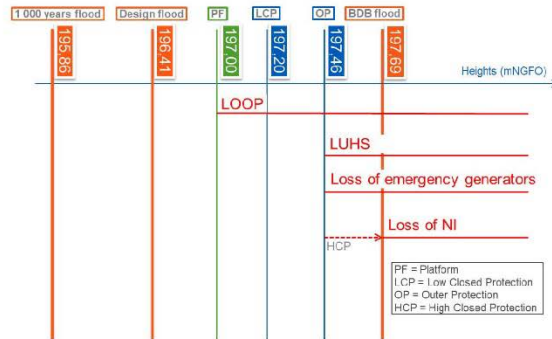 1 000 years flood
Design flood
PF
LCP
OP
BDB flood
195,86
196,41
197,00
197,20
197,46
197,69
Heights (mNGFO)
LOOP
LUHS
Loss of emergency generators
Loss of NI
HCP
PF = Platform
LCP = Low Closed Protection
OP = Outer Protection
HCP = High Closed Protection